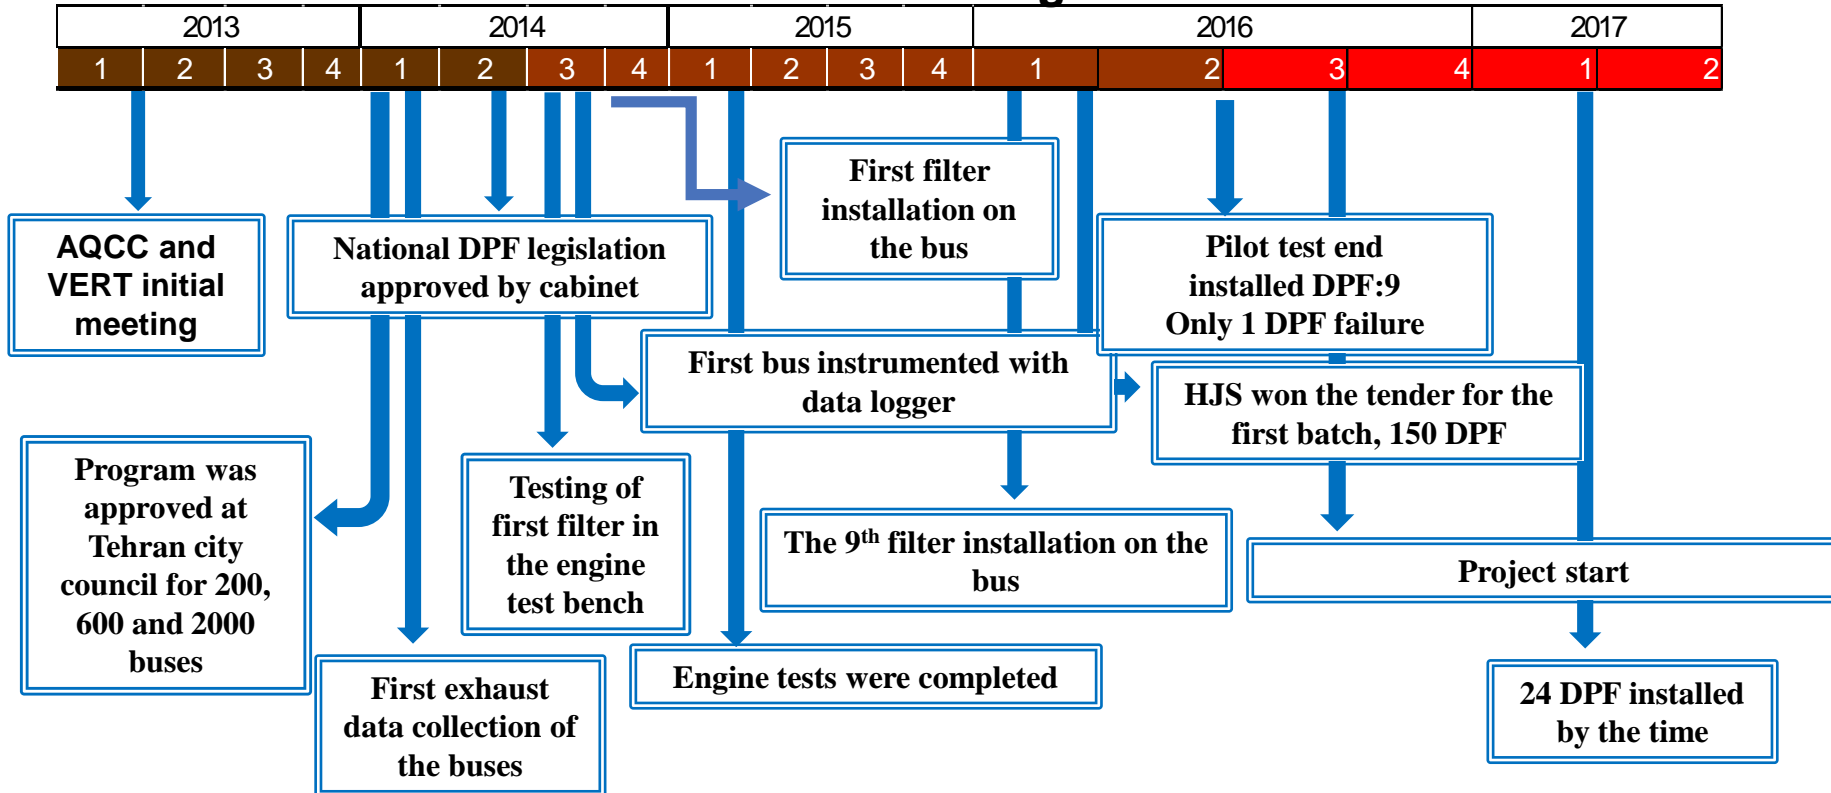 2013 2014 2015 2016 2017
1 2 3 4 1 2 3 4 1 2 3 4 1 2 3 4 1 2
First filter
installation on
the bus
AQCC and
VERT initial
meeting
National DPF legislation
approved by cabinet
Pilot test end
installed DPF:9
Only 1 DPF failure
First bus instrumented with
data logger
HJS won the tender for the
first batch, 150 DPF
Program was
approved at
Tehran city
council for 200,
600 and 2000
buses
Testing of
first filter in
the engine
test bench
The 9th filter installation on the
bus
Project start
First exhaust
data collection of
the buses
Engine tests were completed
24 DPF installed
by the time